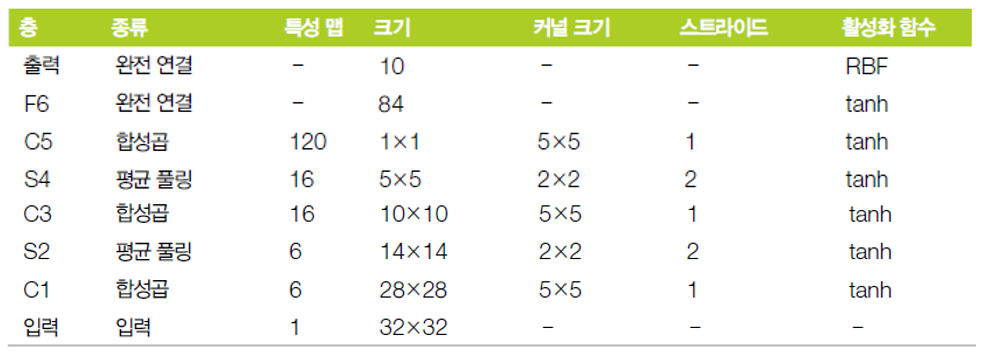 층 종류 특성 맵 크기 커널 크기 스트라이드 활성화 함수
출력 완전 연결 – 10 – – RBF
F6 완전 연결 – 84 – – tanh
C5 합성곱 120 1×1 5×5 1 tanh
S4 평균 풀링 16 5×5 2×2 2 tanh
C3 합성곱 16 10×10 5×5 1 tanh
S2 평균 풀링 6 14×14 2×2 2 tanh
C1 합성곱 6 28×28 5×5 1 tanh
입력 입력 1 32×32 – – –